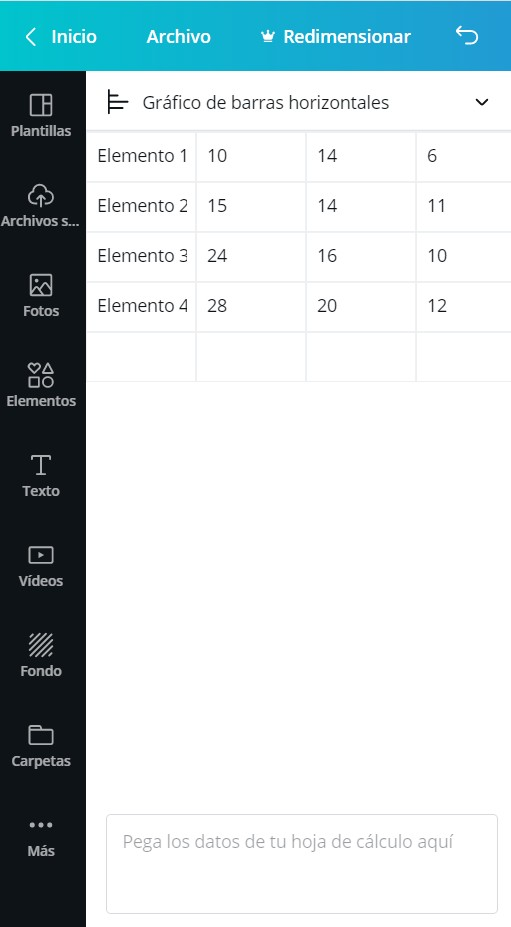 Inicio Archivo Redimensionar
Plantillas
Archivos s...
Fotos
Elementos
Texto
Vídeos
Fondo
Carpetas
Más
Gráfico de barras horizontales
Elemento 1 10 14 6
Elemento 2 15 14 11
Elemento 3 24 16 10
Elemento 4 28 20 12
Pega los datos de tu hoja de cálculo aquí